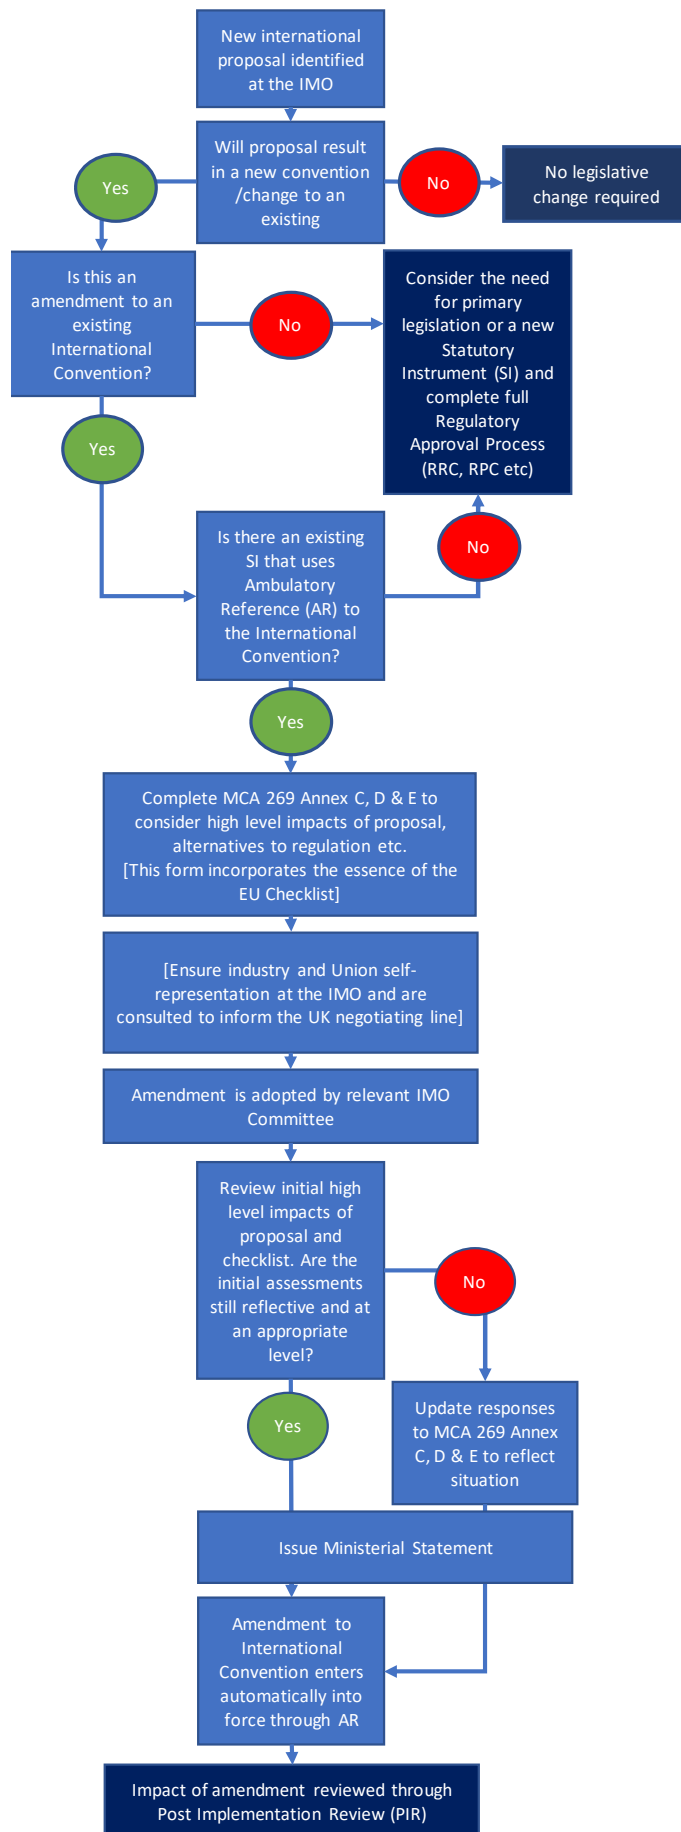 New international
proposal identified
at the IMO
Will proposal result
in a new convention
/change to an
existing
Yes
No
No legislative
change required
Is this an
amendment to an
existing
International
Convention?
No
Consider the need
for primary
legislation or a new
Statutory
Instrument (SI) and
complete full
Regulatory
Approval Process
(RRC, RPC etc)
Yes
Is there an existing
SI that uses
Ambulatory
Reference (AR) to
the International
Convention?
No
Yes
Complete MCA 269 Annex C, D & E to
consider high level impacts of proposal,
alternatives to regulation etc.
[This form incorporates the essence of the
EU Checklist]
[Ensure industry and Union self-
representation at the IMO and are
consulted to inform the UK negotiating line]
Amendment is adopted by relevant IMO
Committee
Review initial high
level impacts of
proposal and
checklist. Are the
initial assessments
still reflective and at
an appropriate
level?
No
Yes
Update responses
to MCA 269 Annex
C, D & E to reflect
situation
Issue Ministerial Statement
Amendment to
International
Convention enters
automatically into
force through AR
Impact of amendment reviewed through
Post Implementation Review (PIR)